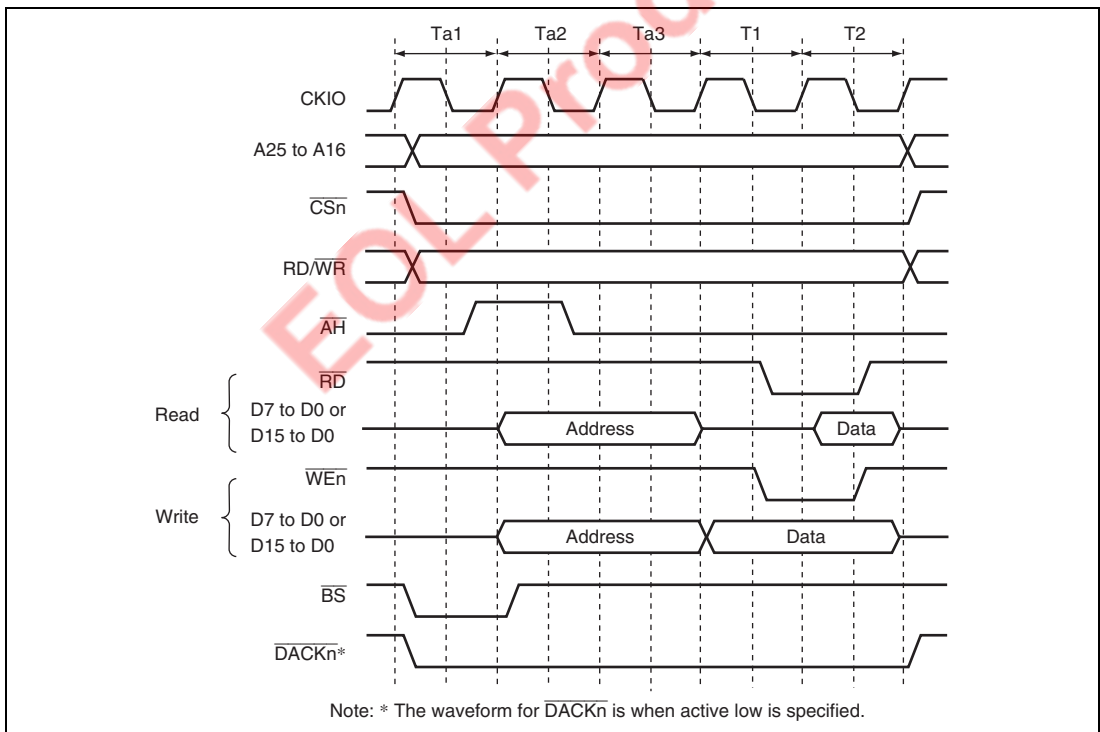 Ta1 Ta2 Ta3 T1 T2
CKIO
A25 to A16
CSn
RD/WR
AH
RD
Read
D7 to D0 or
D15 to D0
Address
Data
WEn
Write
D7 to D0 or
D15 to D0
Address
Data
BS
DACKn*
Note: * The waveform for DACKn is when active low is specified.
EOL